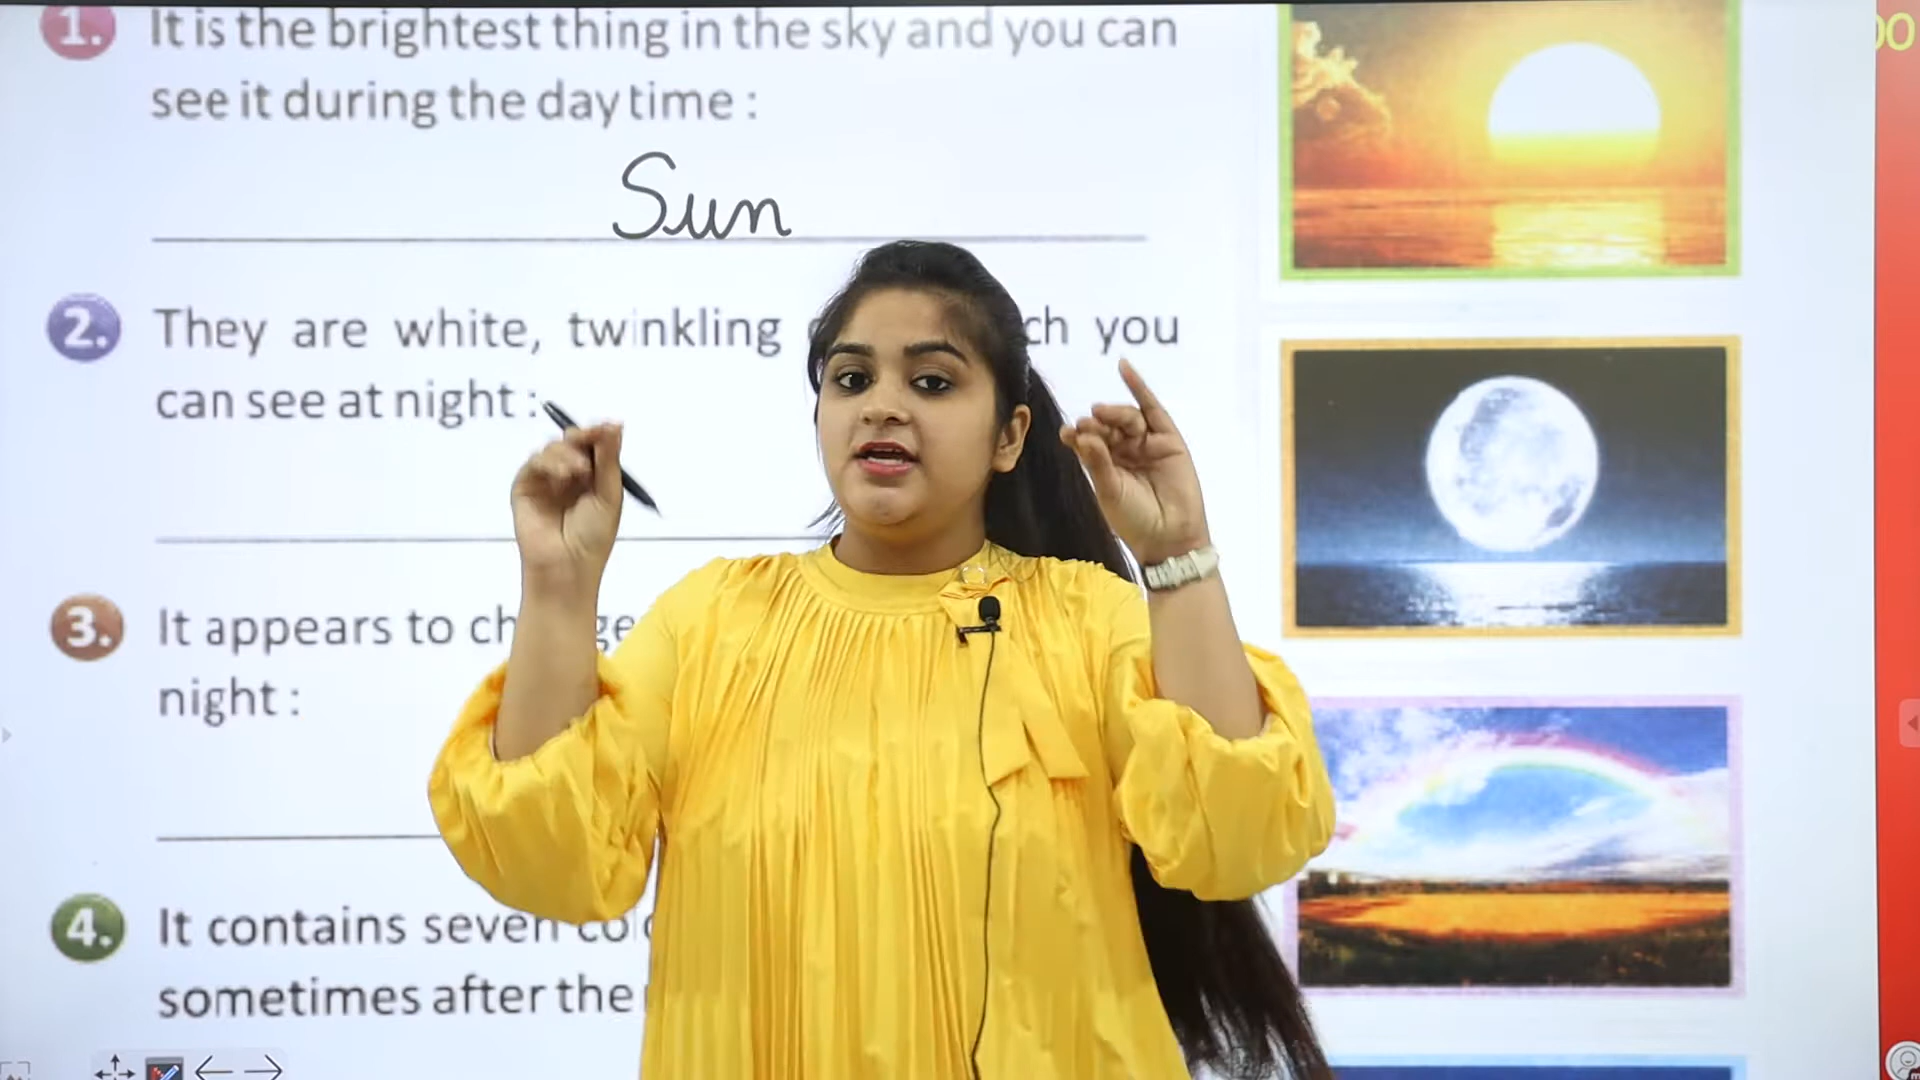 1. It is the brightest thing in the sky and you can
see it during the day time :
Sun
2. They are white, twinkling you
can see at night :
3. It appears to
night :
4. It contains seven
sometimes after the
00